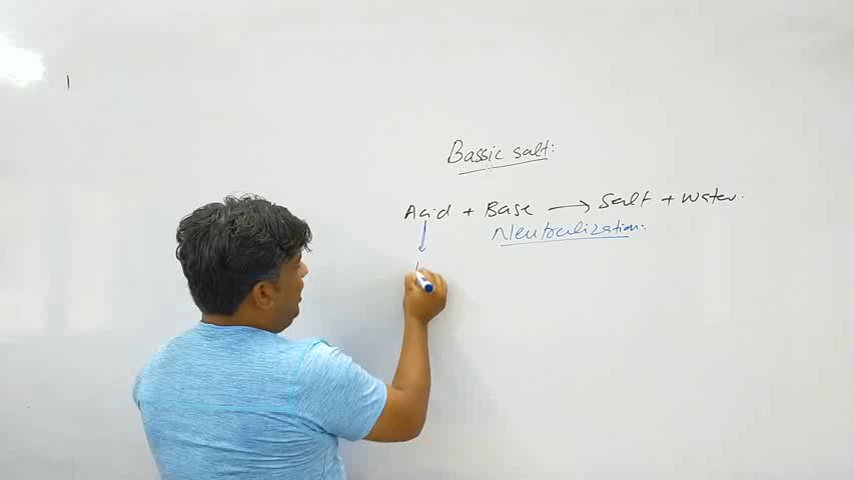 Bassic salt:
Acid + Base → Salt + Water.
Neutralization.